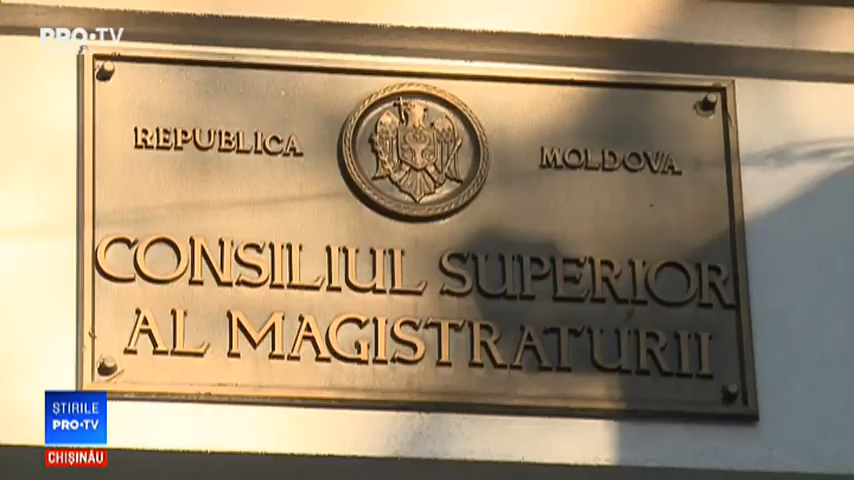 PRO•TV
REPUBLICA MOLDOVA
CONSILIUL SUPERIOR
AL MAGISTRATURII
ȘTIRILE
PRO•TV
CHIȘINĂU